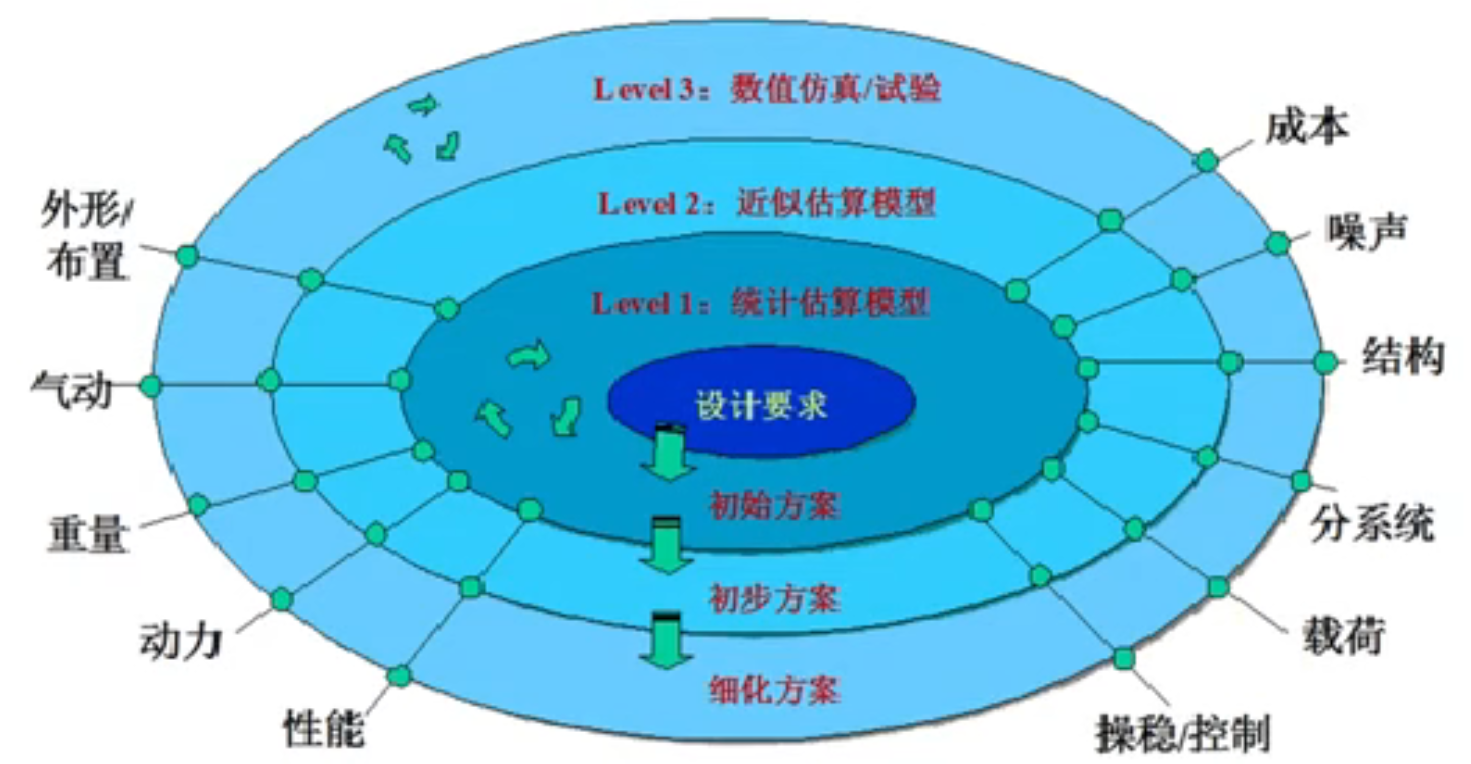 Level 3：数值仿真/试验
成本
Level 2：近似估算模型
外形/
布置
噪声
Level 1：统计估算模型
结构
气动
设计要求
初始方案
重量
分系统
初步方案
动力
载荷
细化方案
性能
操稳/控制